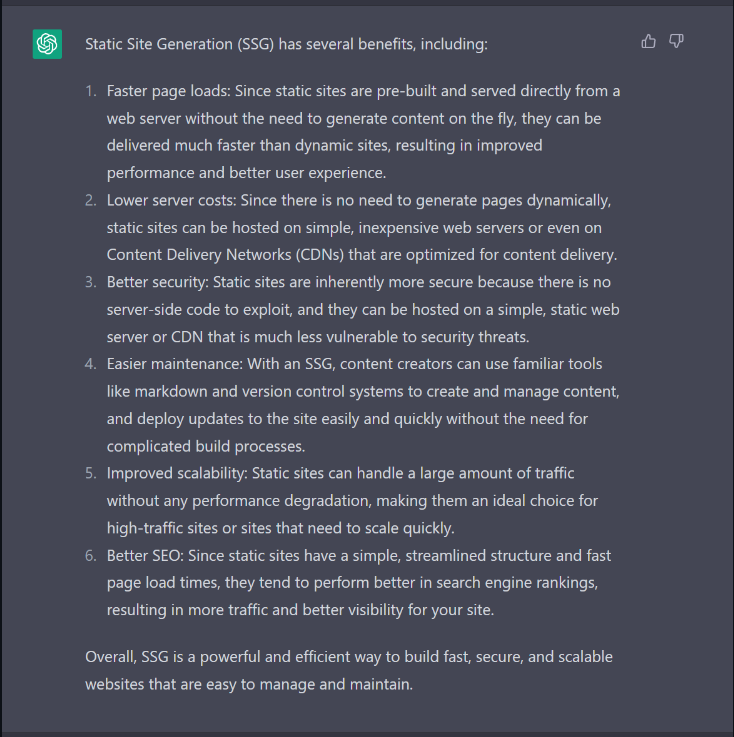 Static Site Generation (SSG) has several benefits, including:
1. Faster page loads: Since static sites are pre-built and served directly from a
web server without the need to generate content on the fly, they can be
delivered much faster than dynamic sites, resulting in improved
performance and better user experience.
2. Lower server costs: Since there is no need to generate pages dynamically,
static sites can be hosted on simple, inexpensive web servers or even on
Content Delivery Networks (CDNs) that are optimized for content delivery.
3. Better security: Static sites are inherently more secure because there is no
server-side code to exploit, and they can be hosted on a simple, static web
server or CDN that is much less vulnerable to security threats.
4. Easier maintenance: With an SSG, content creators can use familiar tools
like markdown and version control systems to create and manage content,
and deploy updates to the site easily and quickly without the need for
complicated build processes.
5. Improved scalability: Static sites can handle a large amount of traffic
without any performance degradation, making them an ideal choice for
high-traffic sites or sites that need to scale quickly.
6. Better SEO: Since static sites have a simple, streamlined structure and fast
page load times, they tend to perform better in search engine rankings,
resulting in more traffic and better visibility for your site.
Overall, SSG is a powerful and efficient way to build fast, secure, and scalable
websites that are easy to manage and maintain.